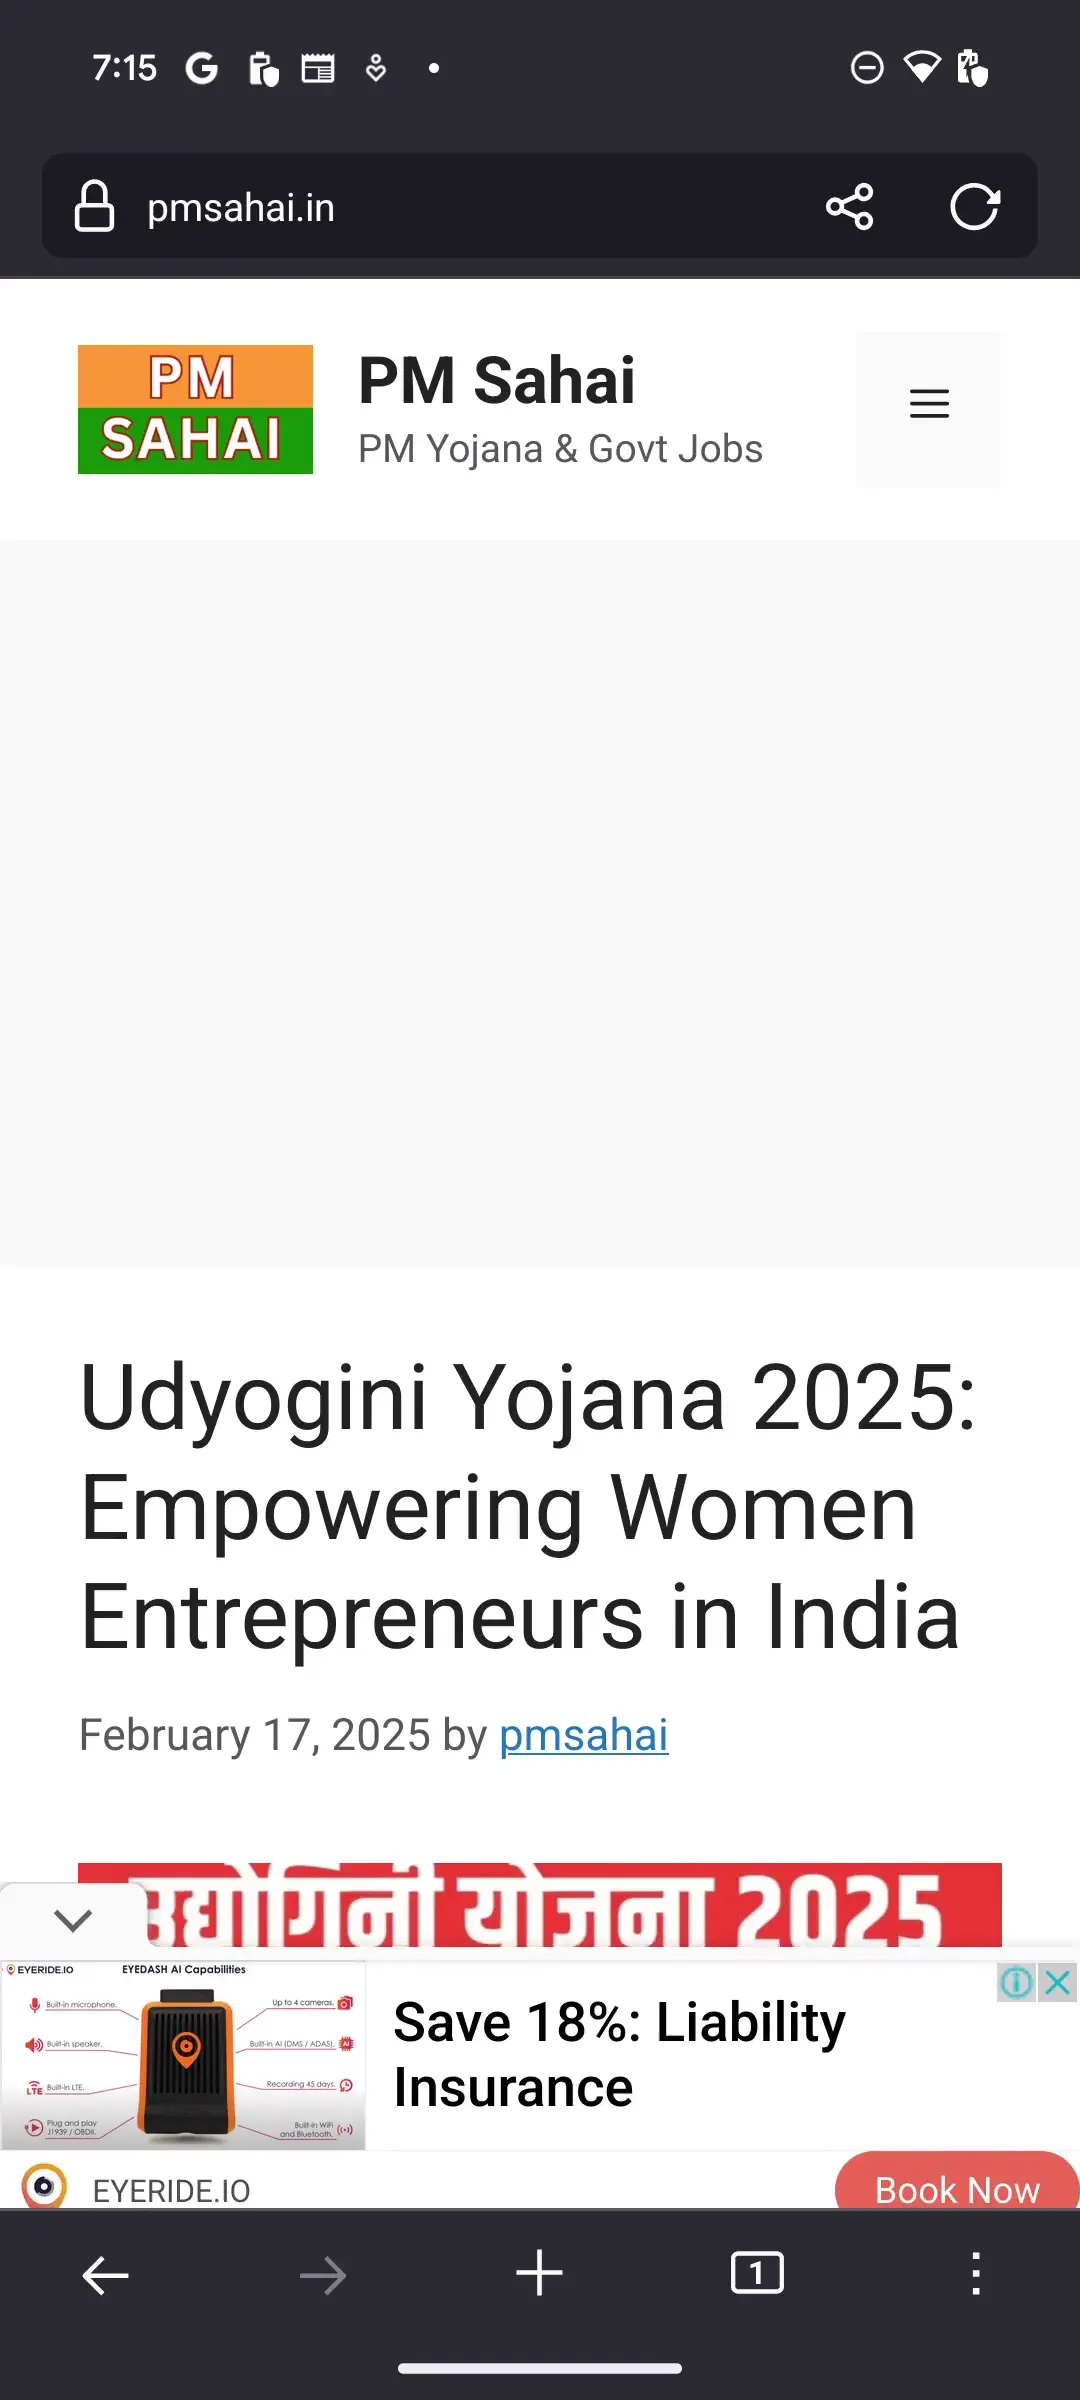 7:15
pmsahai.in
PM
SAHAI
PM Sahai
PM Yojana & Govt Jobs
Udyogini Yojana 2025:
Empowering Women
Entrepreneurs in India
February 17, 2025 by pmsahai
उद्योगिनी योजना 2025
EYERIDE.IO
EYEDASH AI Capabilities
Built-in microphone.
Up to 4 cameras.
Built-in speaker.
Built-in AI (DMS / ADAS).
AI
LTE
Built-in LTE.
Recording 45 days.
Plug and play
J1939 / OBDII.
Built-in WiFi
and Bluetooth.
Save 18%: Liability
Insurance
EYERIDE.IO
Book Now
1